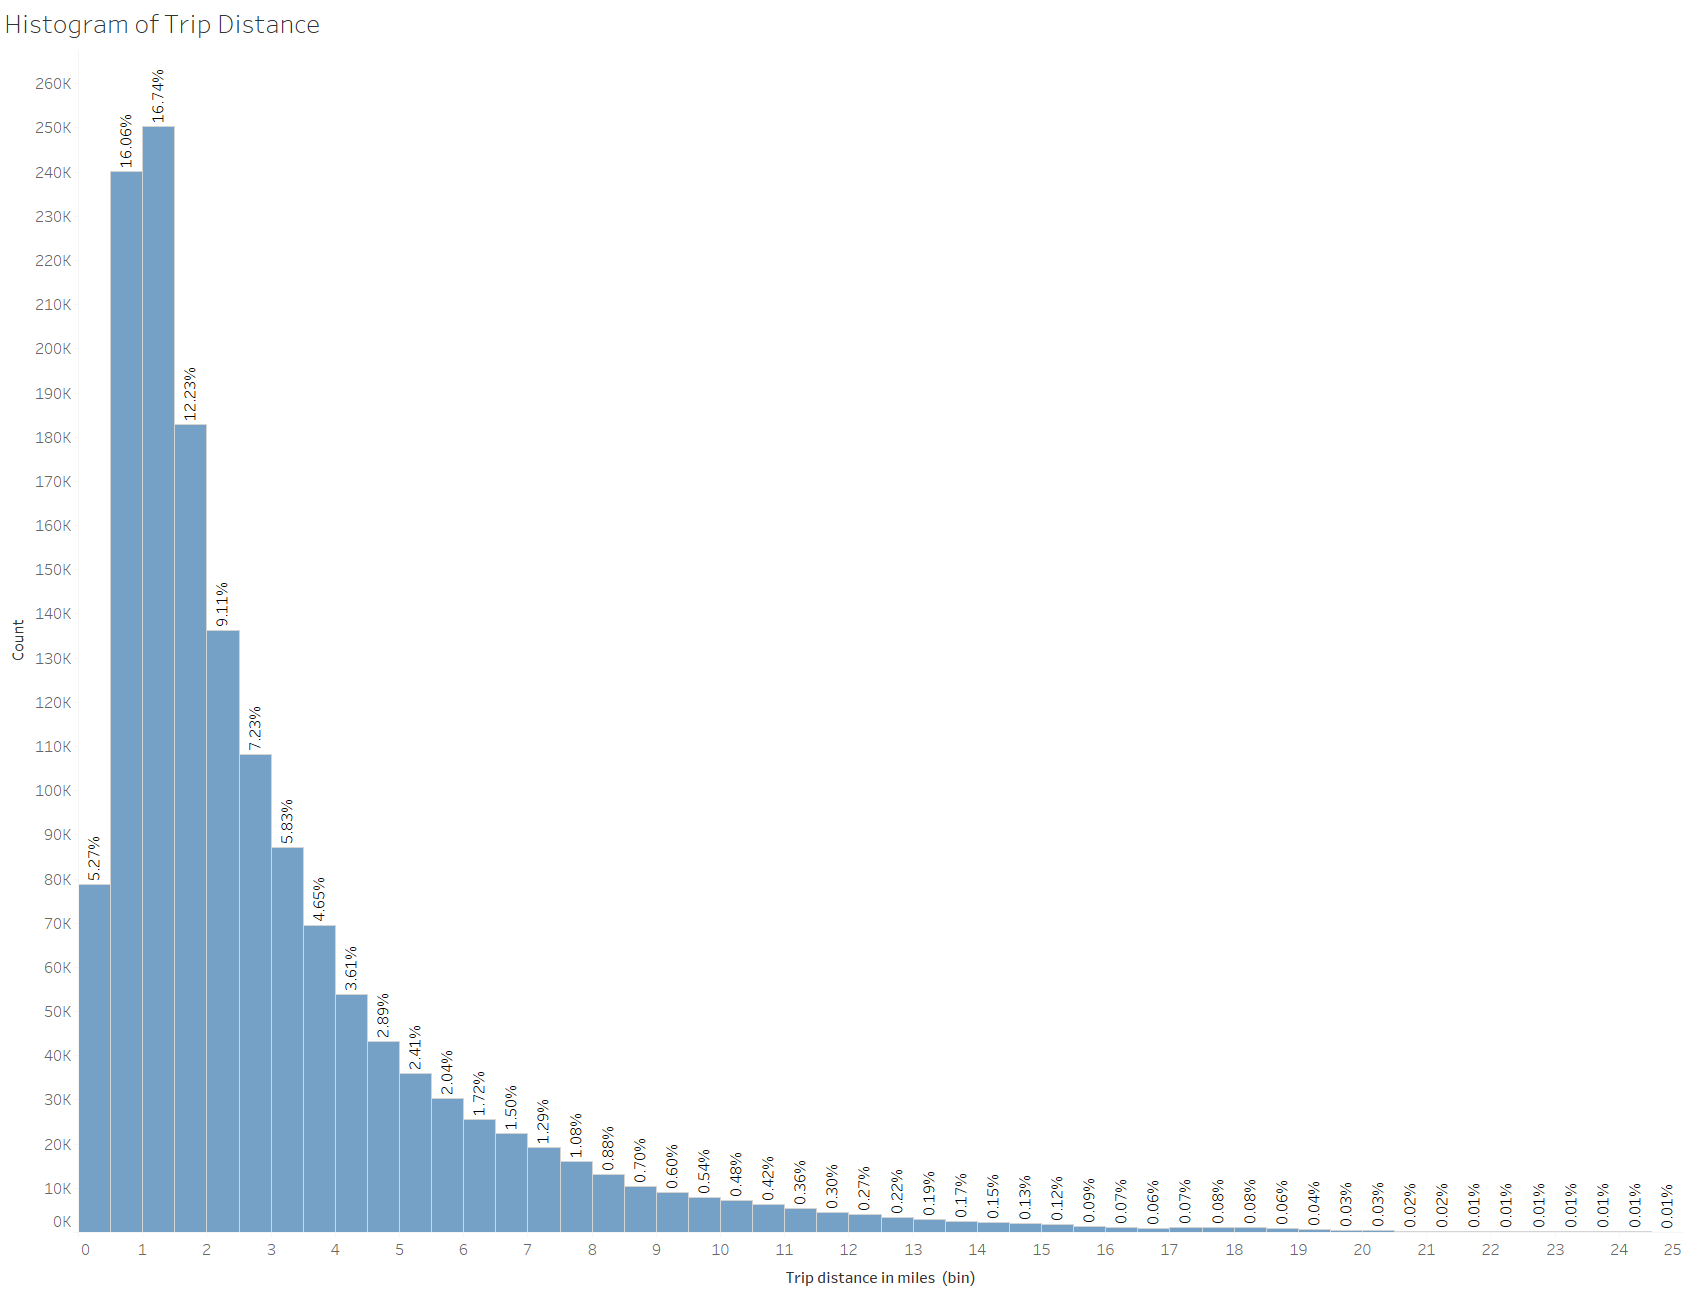 Histogram of Trip Distance
260K
250K
240K
230K
220K
210K
200K
190K
180K
170K
160K
150K
140K
130K
120K
110K
100K
90K
80K
70K
60K
50K
40K
30K
20K
10K
0K
Count
5.27%
16.06%
16.74%
12.23%
9.11%
7.23%
5.83%
4.65%
3.61%
2.89%
2.41%
2.04%
1.72%
1.50%
1.29%
1.08%
0.88%
0.70%
0.60%
0.54%
0.48%
0.42%
0.36%
0.30%
0.27%
0.22%
0.19%
0.17%
0.15%
0.13%
0.12%
0.09%
0.07%
0.06%
0.07%
0.08%
0.08%
0.06%
0.04%
0.03%
0.03%
0.02%
0.02%
0.01%
0.01%
0.01%
0.01%
0.01%
0.01%
0.01%
0 1 2 3 4 5 6 7 8 9 10 11 12 13 14 15 16 17 18 19 20 21 22 23 24 25
Trip distance in miles (bin)